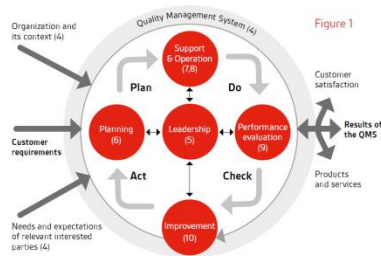 Quality Management System (4)
Figure 1
Organization and
its context (4)
Support
& Operation
(7,8)
Plan
Do
Customer
satisfaction
Customer
requirements
Planning
(6)
Leadership
(5)
Performance
evaluation
(9)
Results of
the QMS
Act
Check
Products
and services
Needs and expectations
of relevant interested
parties (4)
Improvement
(10)